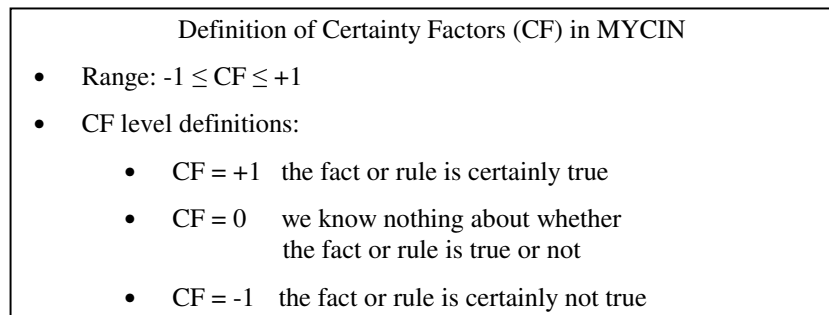 Definition of Certainty Factors (CF) in MYCIN
• Range: -1 ≤ CF ≤ +1
• CF level definitions:
• CF = +1 the fact or rule is certainly true
• CF = 0 we know nothing about whether
the fact or rule is true or not
• CF = -1 the fact or rule is certainly not true